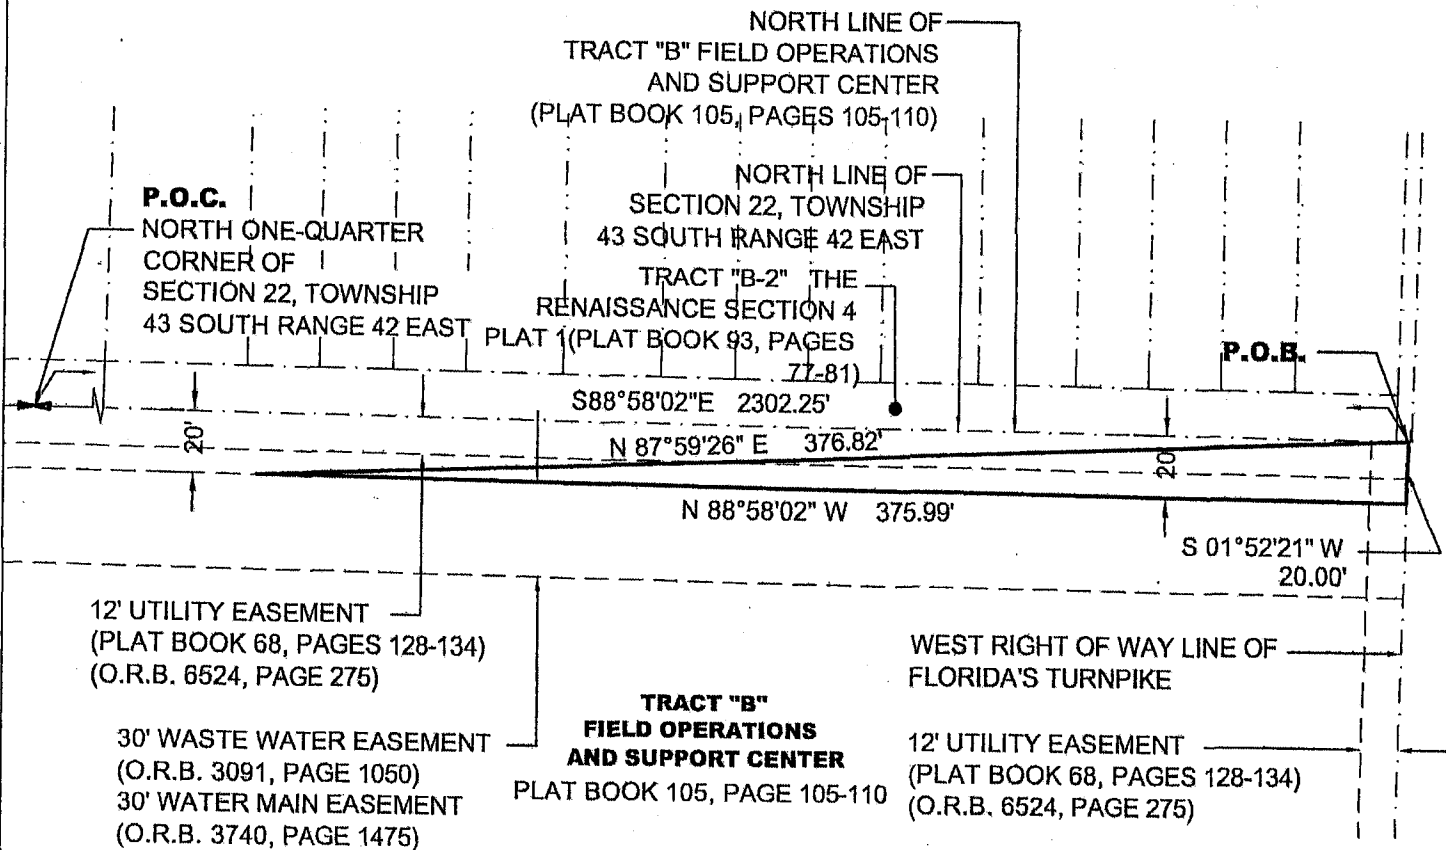 NORTH LINE OF
TRACT "B" FIELD OPERATIONS
AND SUPPORT CENTER
(PLAT BOOK 105, PAGES 105-110)
P.O.C.
NORTH ONE-QUARTER
CORNER OF
SECTION 22, TOWNSHIP
43 SOUTH RANGE 42 EAST
NORTH LINE OF
SECTION 22, TOWNSHIP
43 SOUTH RANGE 42 EAST
TRACT "B-2" THE
RENAISSANCE SECTION 4
PLAT 1(PLAT BOOK 93, PAGES
77-81)
P.O.B.
S88°58'02"E 2302.25'
20'
N 87°59'26" E 376.82'
20'
N 88°58'02" W 375.99'
S 01°52'21" W
20.00'
12' UTILITY EASEMENT
(PLAT BOOK 68, PAGES 128-134)
(O.R.B. 6524, PAGE 275)
WEST RIGHT OF WAY LINE OF
FLORIDA'S TURNPIKE
30' WASTE WATER EASEMENT
(O.R.B. 3091, PAGE 1050)
30' WATER MAIN EASEMENT
(O.R.B. 3740, PAGE 1475)
TRACT "B"
FIELD OPERATIONS
AND SUPPORT CENTER
PLAT BOOK 105, PAGE 105-110
12' UTILITY EASEMENT
(PLAT BOOK 68, PAGES 128-134)
(O.R.B. 6524, PAGE 275)